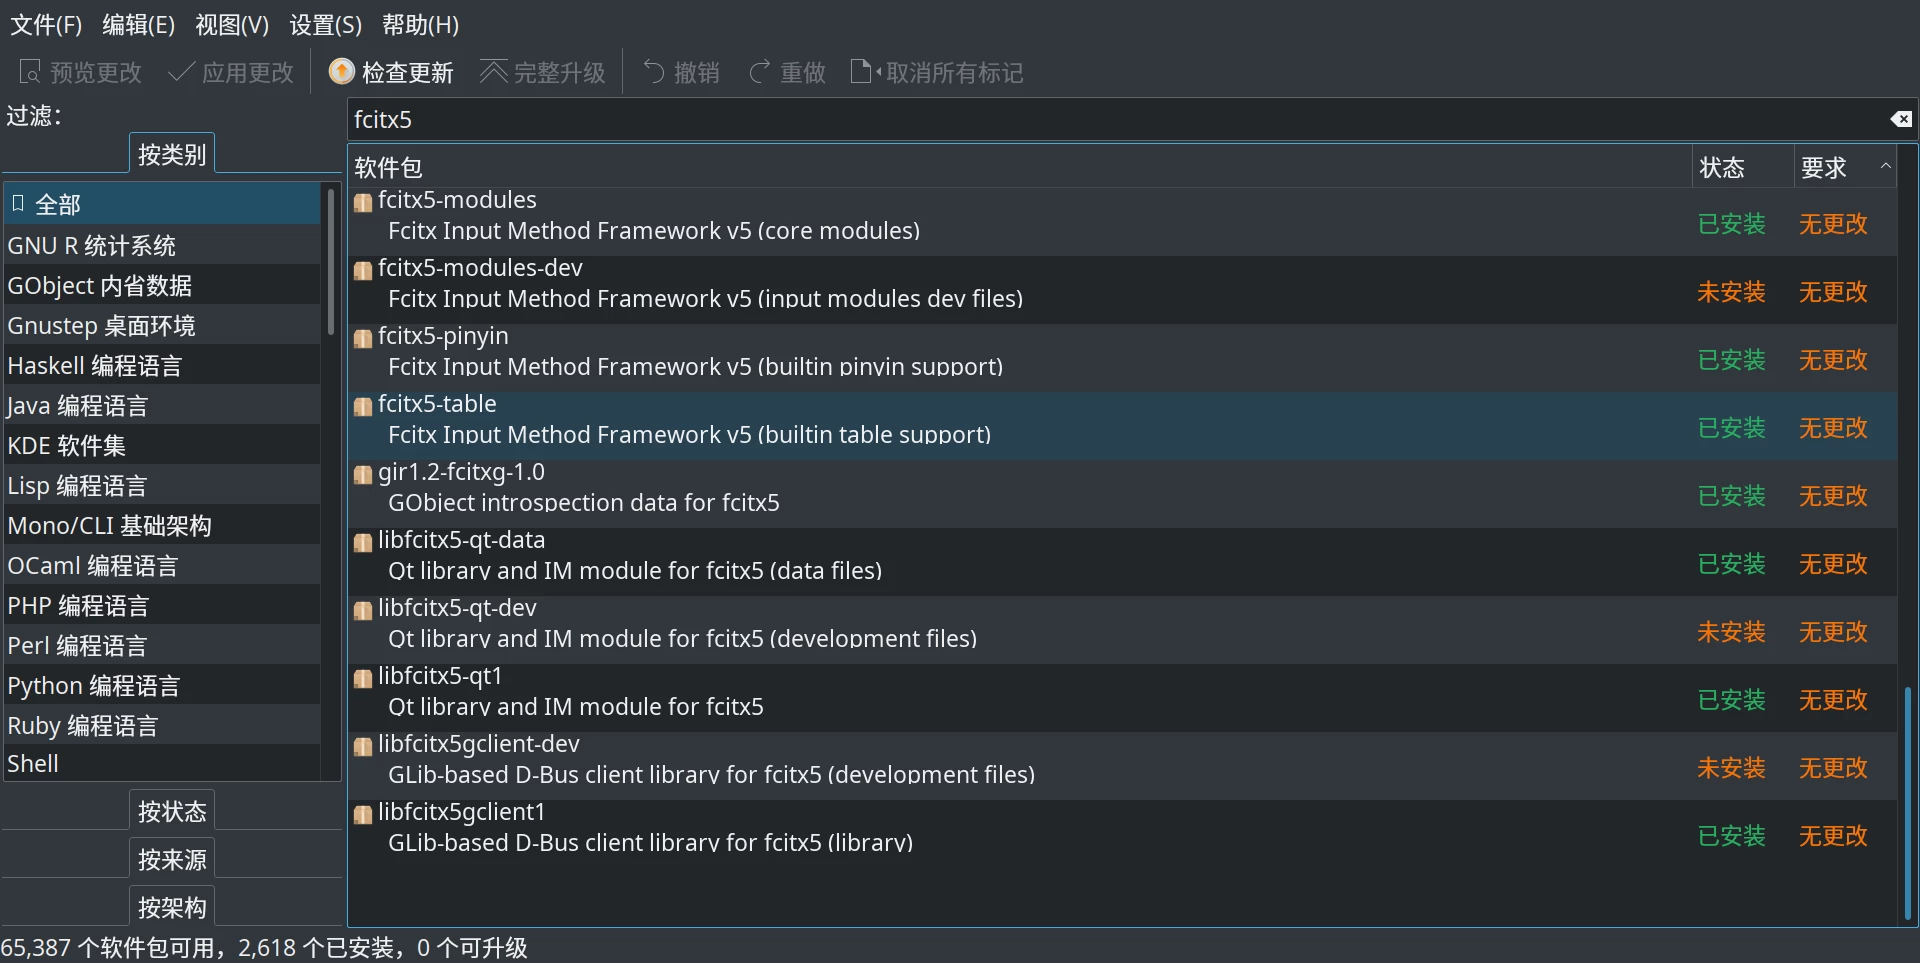 文件(F) 编辑(E) 视图(V) 设置(S) 帮助(H)
预览更改 应用更改 检查更新 完整升级 撤销 重做 取消所有标记
过滤：
按类别
全部
GNU R 统计系统
GObject 内省数据
Gnustep 桌面环境
Haskell 编程语言
Java 编程语言
KDE 软件集
Lisp 编程语言
Mono/CLI 基础架构
OCaml 编程语言
PHP 编程语言
Perl 编程语言
Python 编程语言
Ruby 编程语言
Shell
按状态
按来源
按架构
fcitx5
软件包 状态 要求
fcitx5-modules
Fcitx Input Method Framework v5 (core modules)
已安装 无更改
fcitx5-modules-dev
Fcitx Input Method Framework v5 (input modules dev files)
未安装 无更改
fcitx5-pinyin
Fcitx Input Method Framework v5 (builtin pinyin support)
已安装 无更改
fcitx5-table
Fcitx Input Method Framework v5 (builtin table support)
已安装 无更改
gir1.2-fcitxg-1.0
GObject introspection data for fcitx5
已安装 无更改
libfcitx5-qt-data
Qt library and IM module for fcitx5 (data files)
已安装 无更改
libfcitx5-qt-dev
Qt library and IM module for fcitx5 (development files)
未安装 无更改
libfcitx5-qt1
Qt library and IM module for fcitx5
已安装 无更改
libfcitx5gclient-dev
GLib-based D-Bus client library for fcitx5 (development files)
未安装 无更改
libfcitx5gclient1
GLib-based D-Bus client library for fcitx5 (library)
已安装 无更改
65,387 个软件包可用，2,618 个已安装，0 个可升级